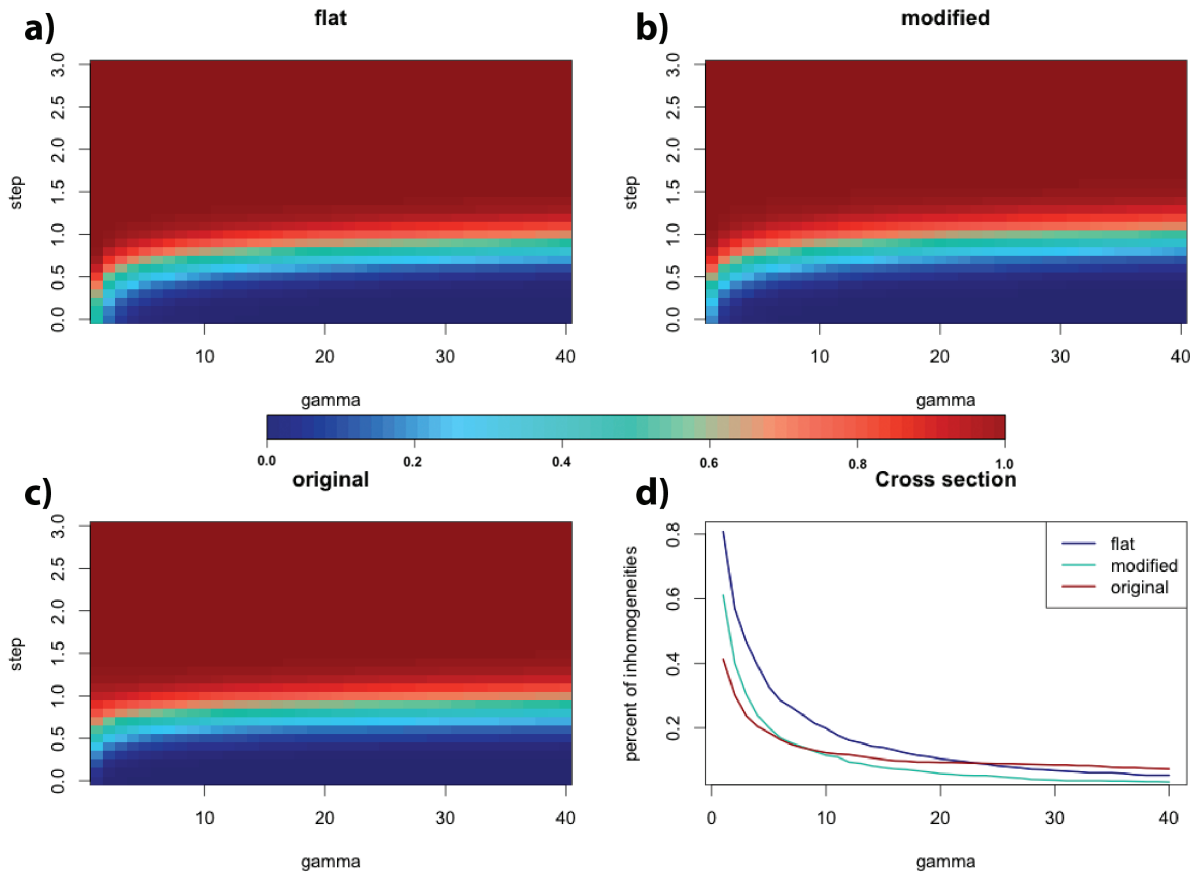 a) flat
b) modified
step
3.0
2.5
2.0
1.5
1.0
0.5
0.0
10 20 30 40
gamma
step
3.0
2.5
2.0
1.5
1.0
0.5
0.0
10 20 30 40
gamma
0.0 0.2 0.4 0.6 0.8 1.0
c) original
d) Cross section
step
3.0
2.5
2.0
1.5
1.0
0.5
0.0
10 20 30 40
gamma
percent of inhomogeneities
0.8
0.6
0.4
0.2
flat
modified
original
0 10 20 30 40
gamma